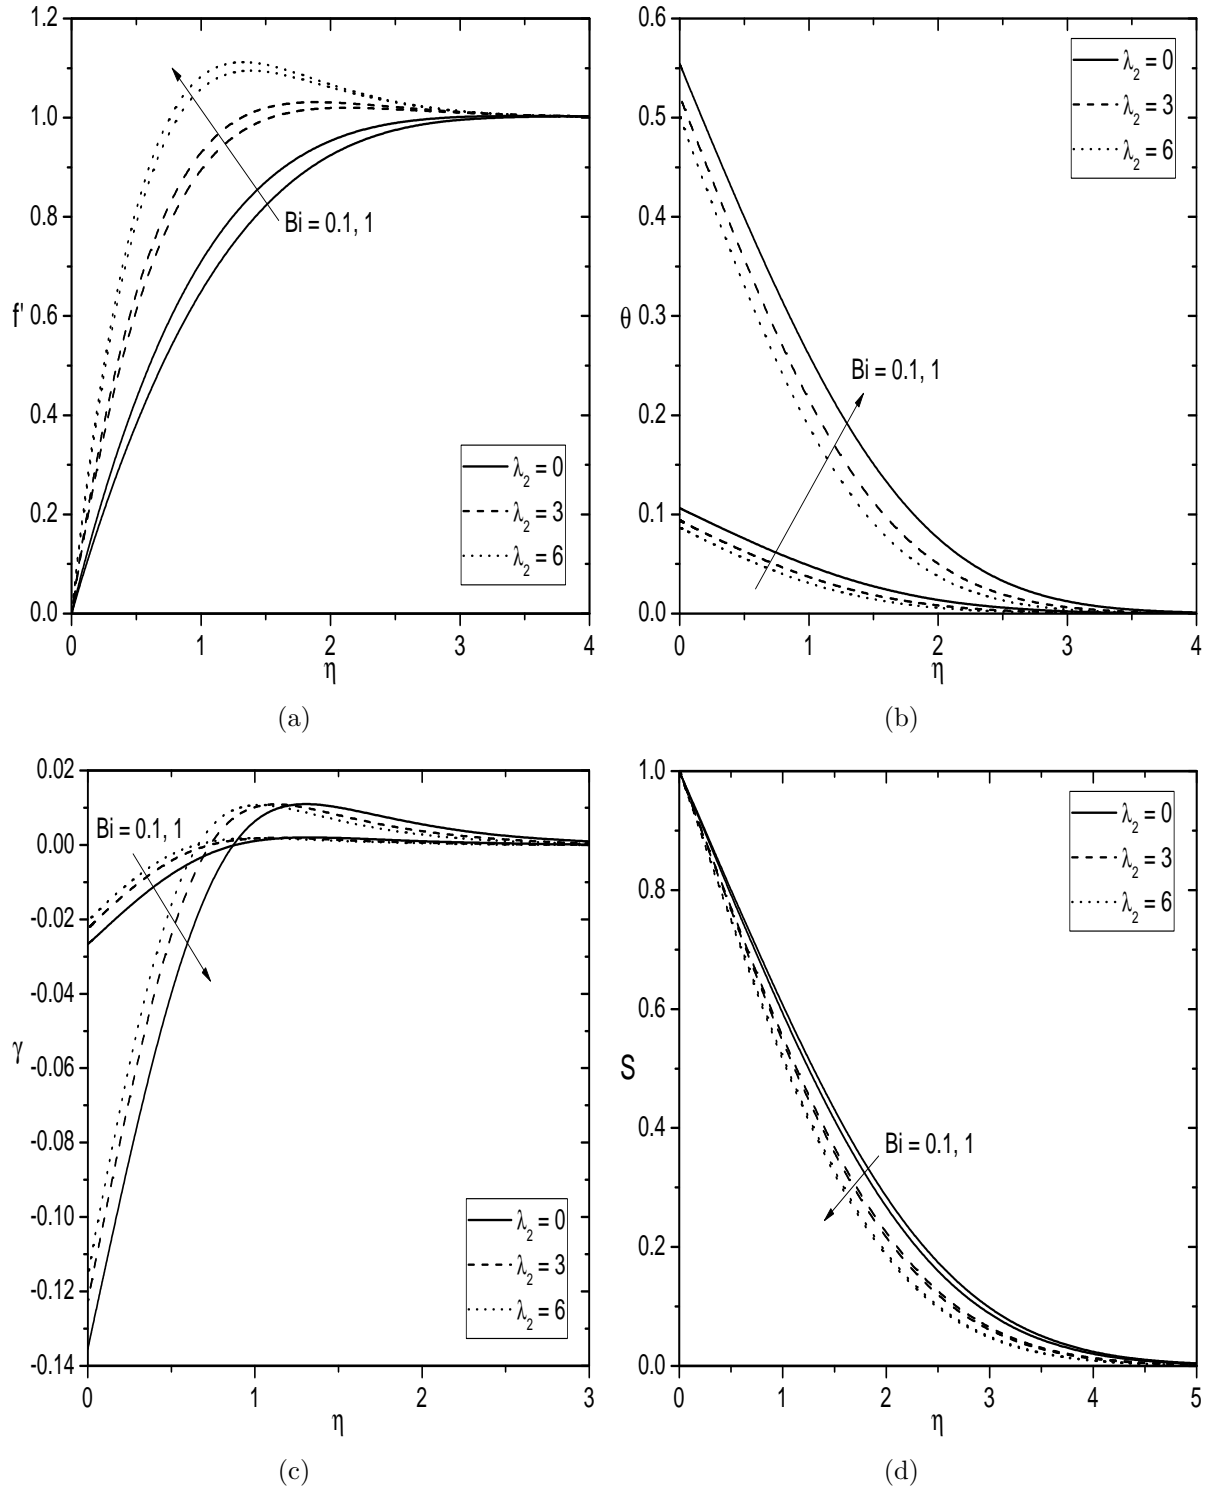 1.2
1.0
0.8
f' 0.6
0.4
0.2
0.0
0 1 2 3 4
η
Bi = 0.1, 1
λ2 = 0
λ2 = 3
λ2 = 6
(a)
0.6
0.5
0.4
θ 0.3
0.2
0.1
0.0
0 1 2 3 4
η
λ2 = 0
λ2 = 3
λ2 = 6
Bi = 0.1, 1
(b)
0.02
0.00
-0.02
-0.04
γ
-0.06
-0.08
-0.10
-0.12
-0.14
0 1 2 3
η
Bi = 0.1, 1
λ2 = 0
λ2 = 3
λ2 = 6
(c)
1.0
0.8
0.6
S
0.4
0.2
0.0
0 1 2 3 4 5
η
λ2 = 0
λ2 = 3
λ2 = 6
Bi = 0.1, 1
(d)